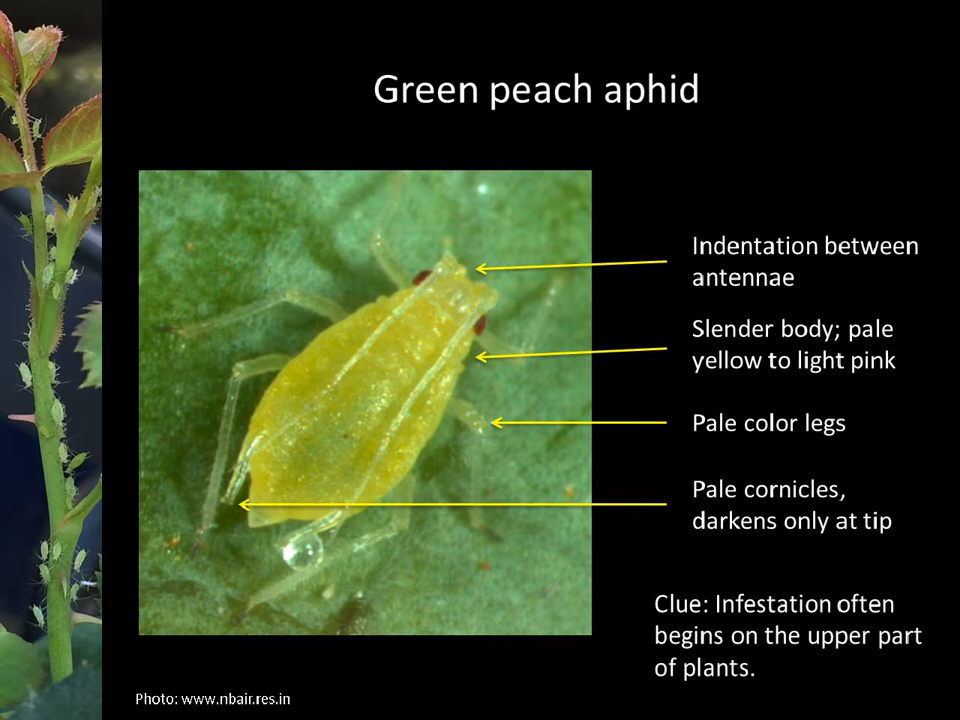 Green peach aphid
Indentation between
antennae
Slender body; pale
yellow to light pink
Pale color legs
Pale cornicles,
darkens only at tip
Clue: Infestation often
begins on the upper part
of plants.
Photo: www.nbair.res.in